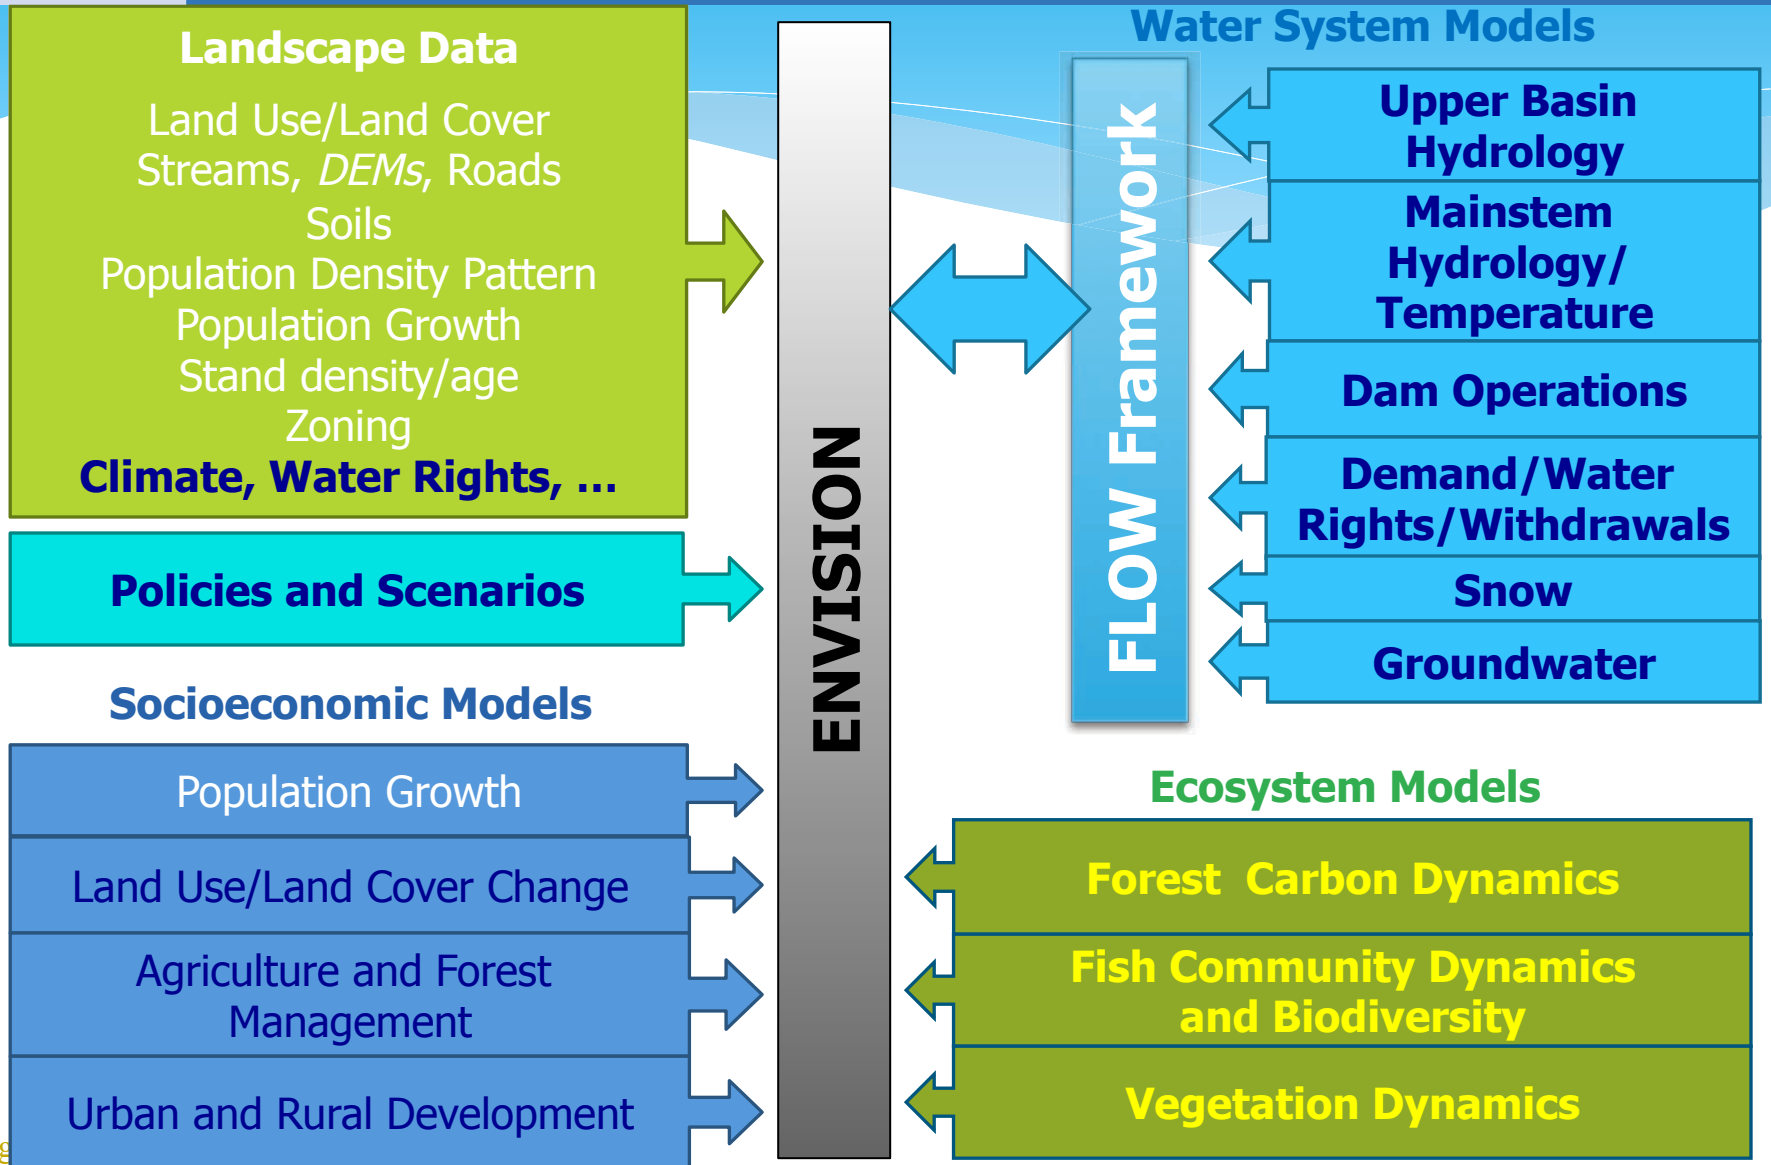 Landscape Data
Land Use/Land Cover
Streams, DEMs, Roads
Soils
Population Density Pattern
Population Growth
Stand density/age
Zoning
Climate, Water Rights, ...
Policies and Scenarios
Socioeconomic Models
Population Growth
Land Use/Land Cover Change
Agriculture and Forest
Management
Urban and Rural Development
ENVISION
Water System Models
FLOW Framework
Upper Basin
Hydrology
Mainstem
Hydrology/
Temperature
Dam Operations
Demand/Water
Rights/Withdrawals
Snow
Groundwater
Ecosystem Models
Forest Carbon Dynamics
Fish Community Dynamics
and Biodiversity
Vegetation Dynamics